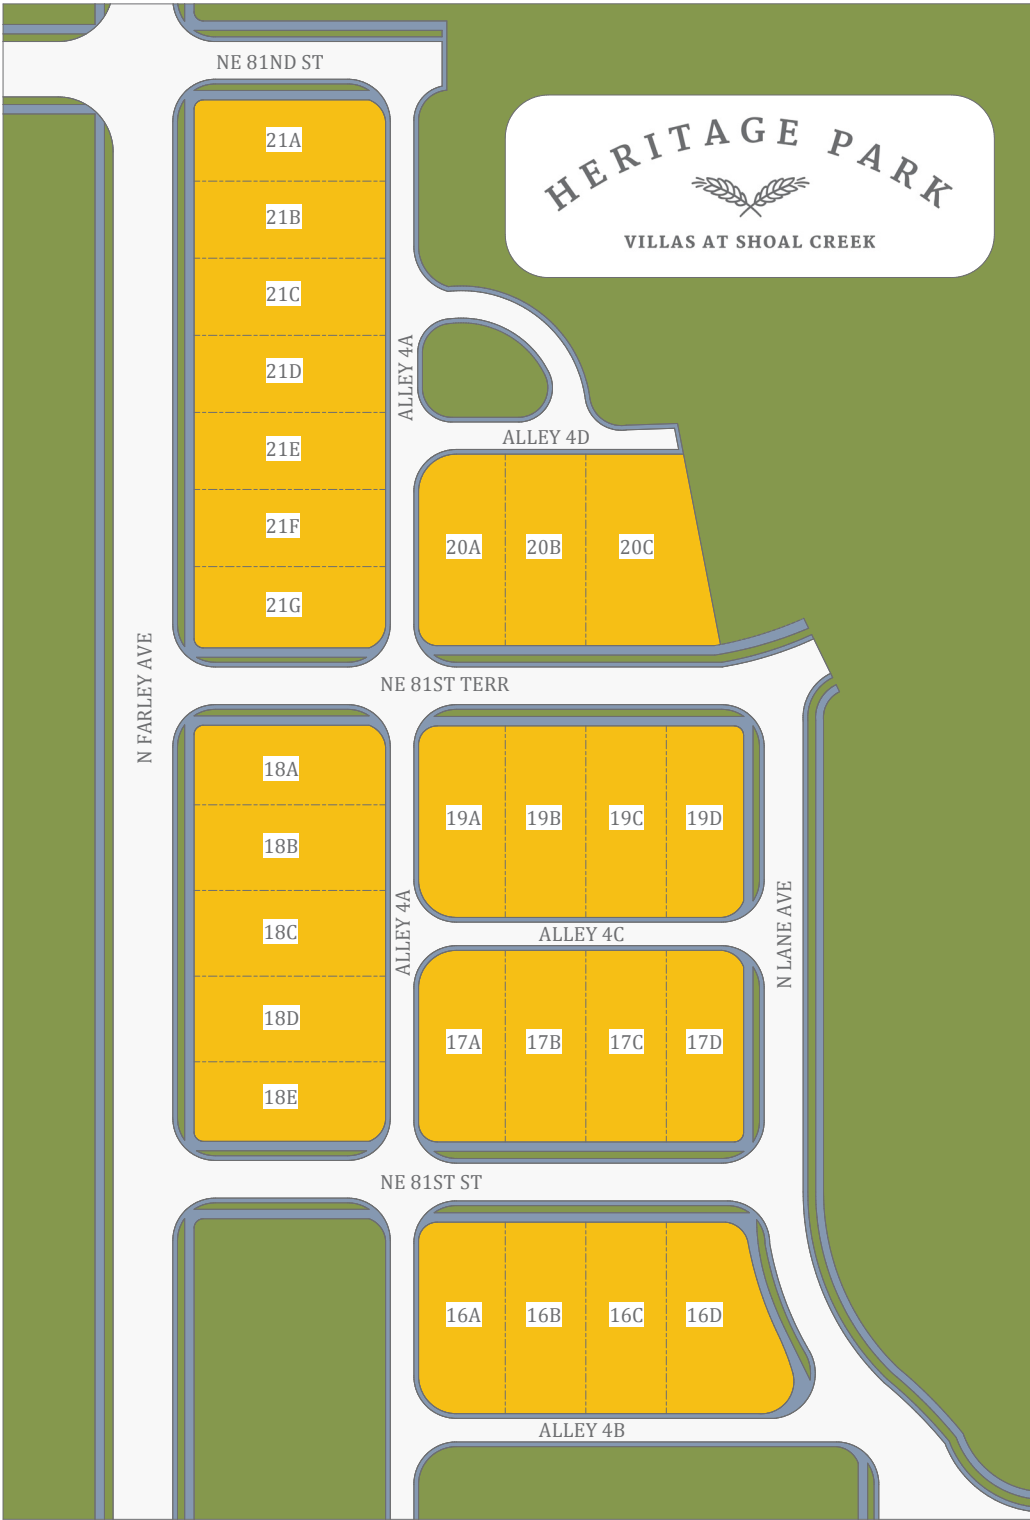 NE 81ND ST
HERITAGE PARK
VILLAS AT SHOAL CREEK
21A
21B
21C
21D
21E
21F
21G
ALLEY 4A
ALLEY 4D
20A 20B 20C
N FARLEY AVE
NE 81ST TERR
18A
18B
18C
18D
18E
19A 19B 19C 19D
ALLEY 4A
ALLEY 4C
N LANE AVE
17A 17B 17C 17D
NE 81ST ST
16A 16B 16C 16D
ALLEY 4B